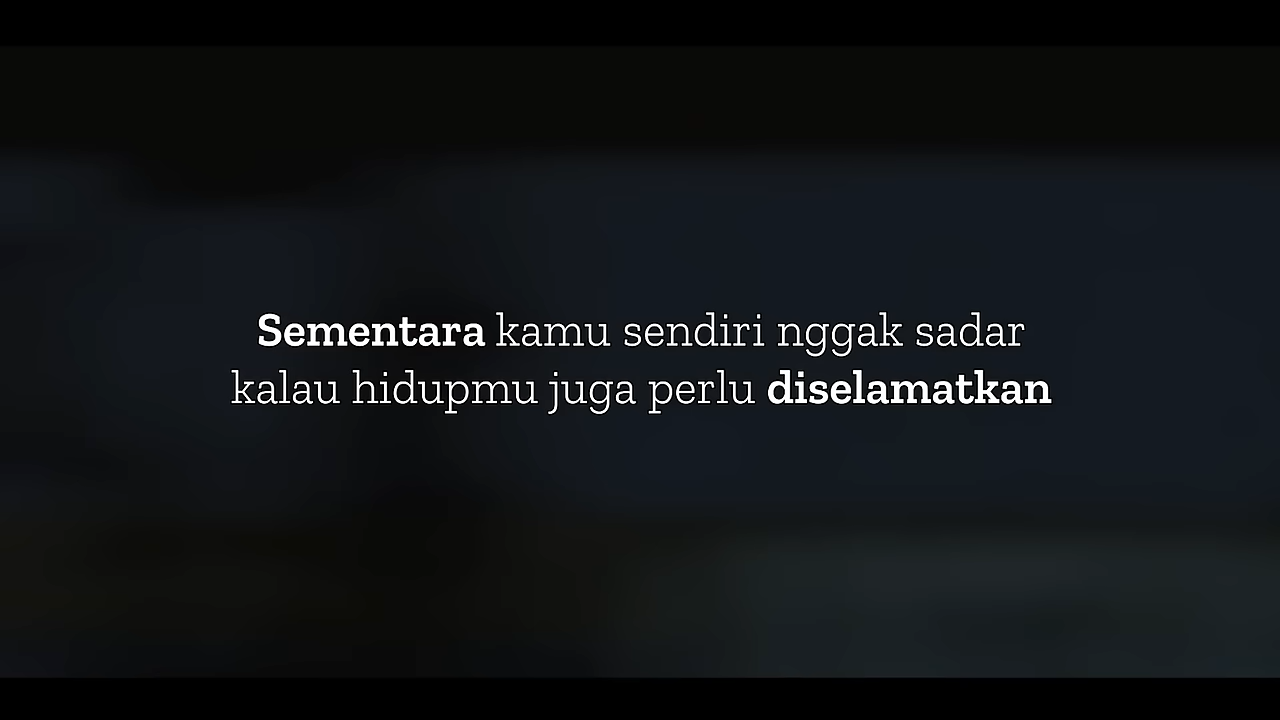 Sementara kamu sendiri nggak sadar
kalau hidupmu juga perlu diselamatkan